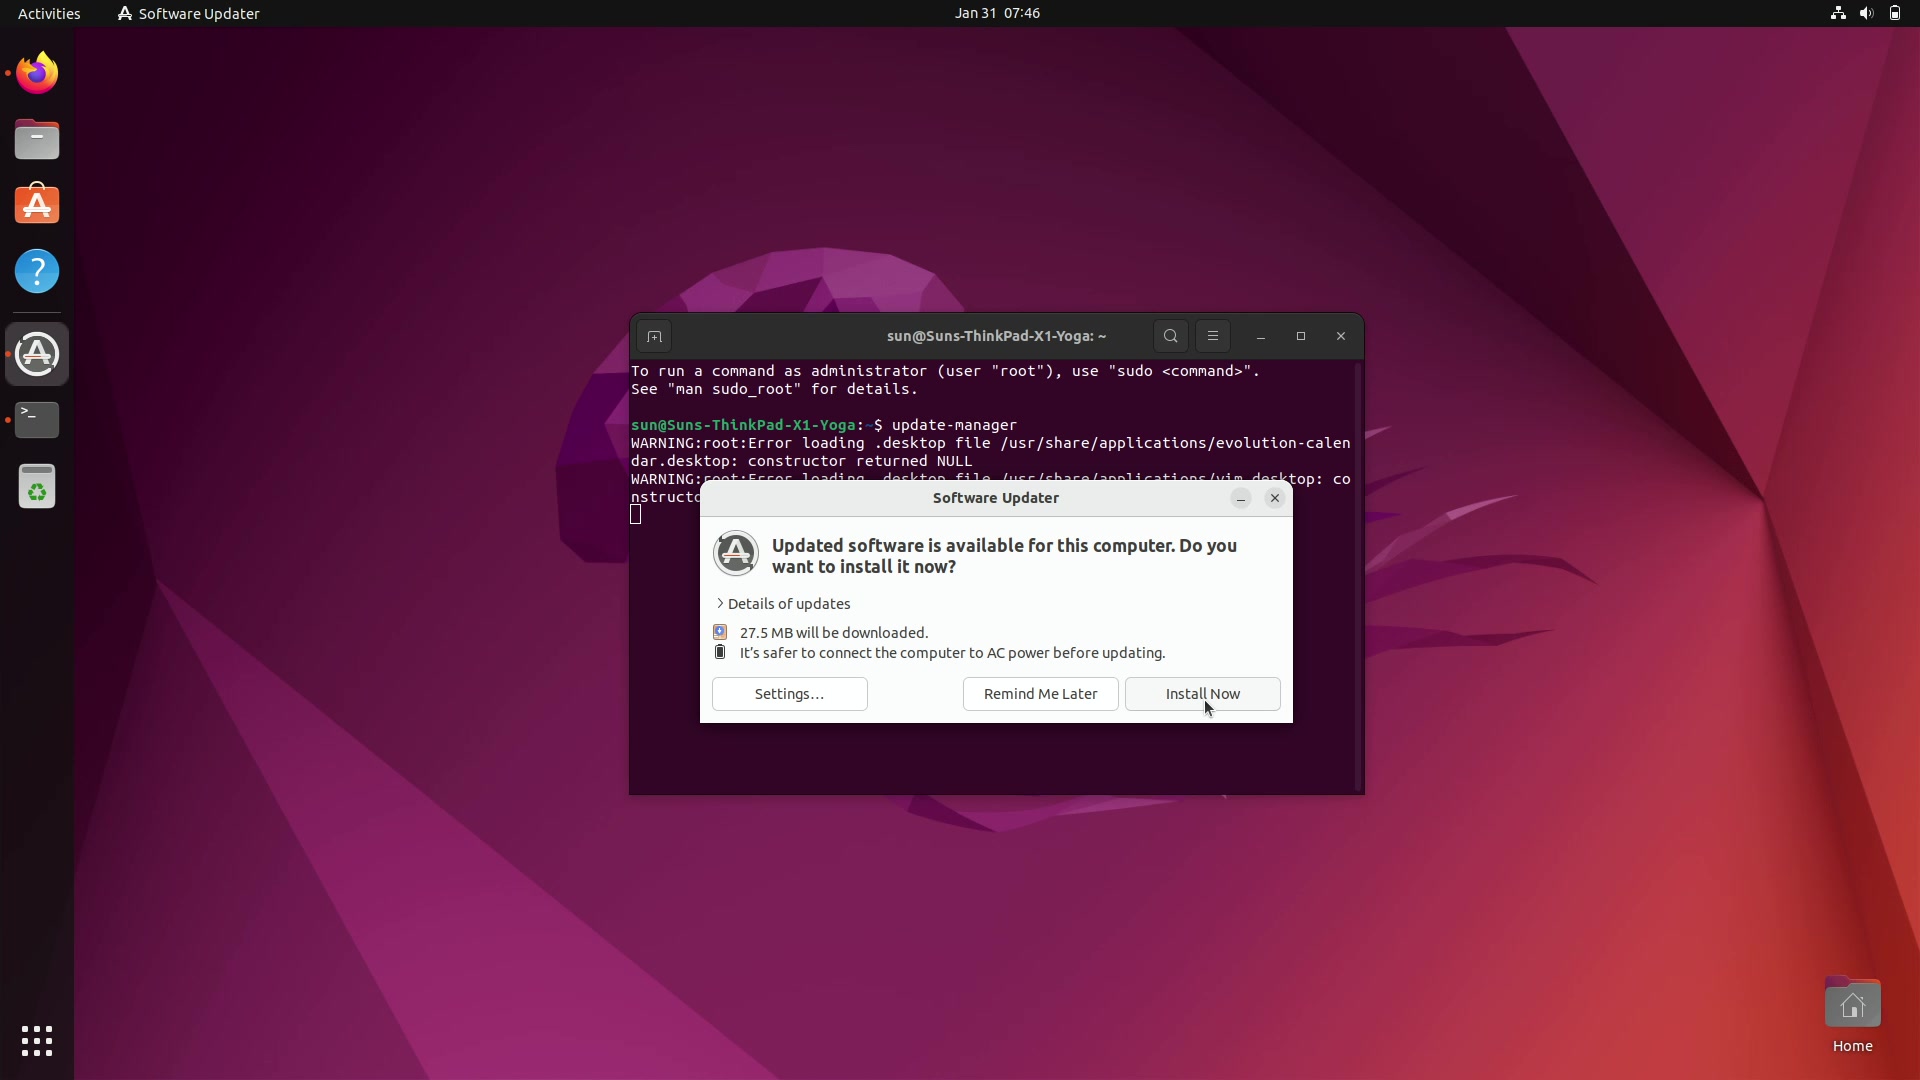 Activities
Software Updater
Jan 31 07:46
sun@Suns-ThinkPad-X1-Yoga: ~
To run a command as administrator (user "root"), use "sudo <command>".
See "man sudo_root" for details.
sun@Suns-ThinkPad-X1-Yoga:~$ update-manager
WARNING:root:Error loading .desktop file /usr/share/applications/evolution-calen
dar.desktop: constructor returned NULL
WARNING:root:Error loading .desktop file /usr/share/applications/vim.desktop: co
nstructo
Software Updater
Updated software is available for this computer. Do you
want to install it now?
Details of updates
27.5 MB will be downloaded.
It's safer to connect the computer to AC power before updating.
Settings...
Remind Me Later
Install Now
Home